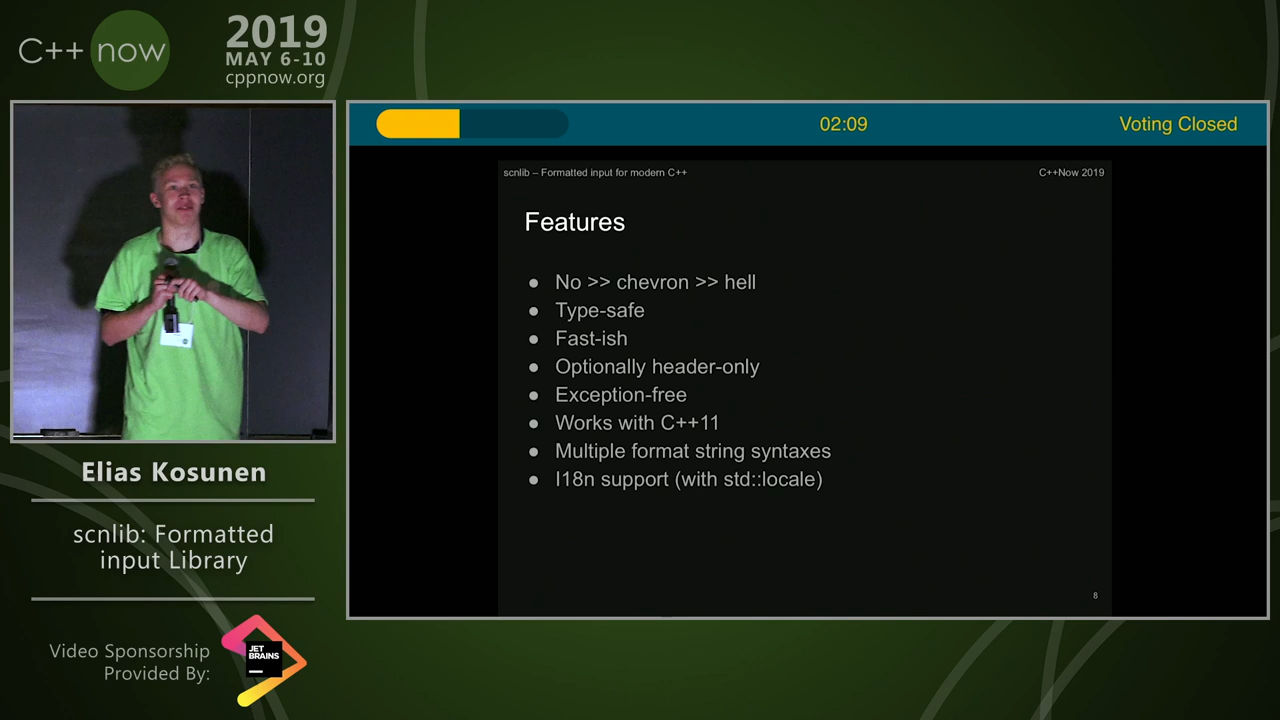 C++ now
2019
MAY 6-10
cppnow.org
02:09
Voting Closed
scnlib – Formatted input for modern C++
C++Now 2019
Features
● No >> chevron >> hell
● Type-safe
● Fast-ish
● Optionally header-only
● Exception-free
● Works with C++11
● Multiple format string syntaxes
● I18n support (with std::locale)
8
Elias Kosunen
scnlib: Formatted
input Library
Video Sponsorship
Provided By:
JET
BRAINS